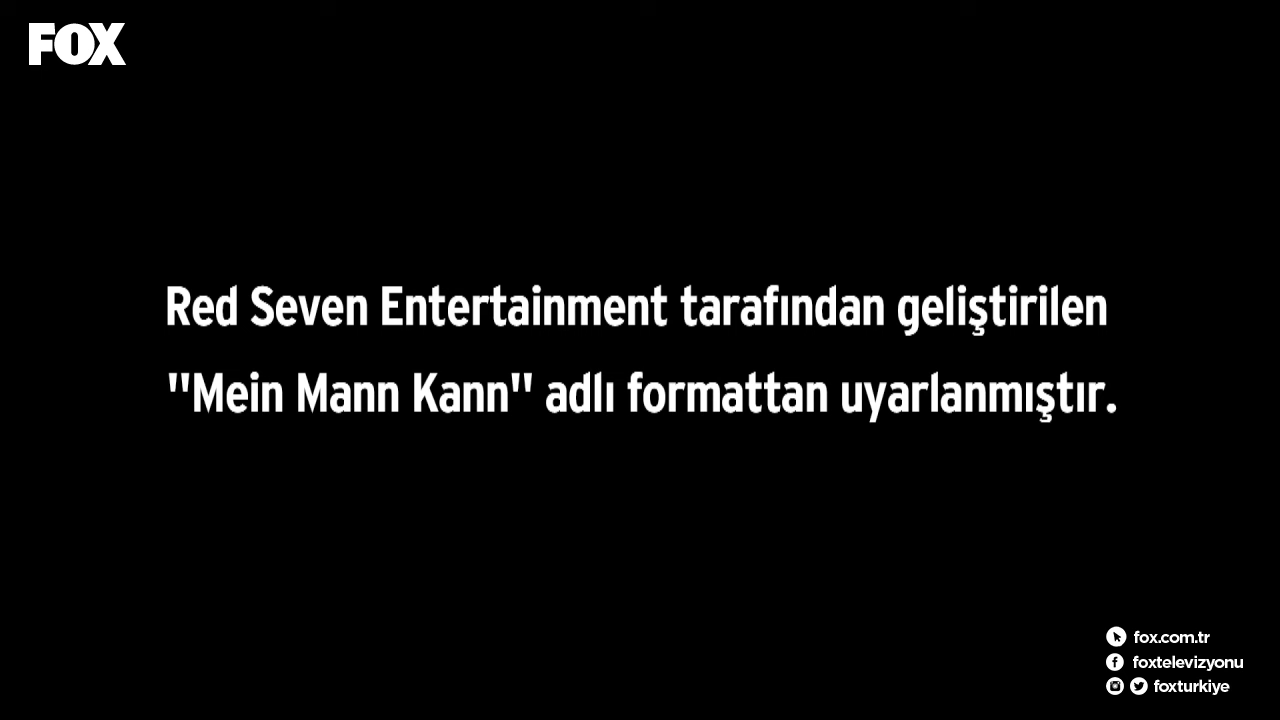 FOX
Red Seven Entertainment tarafından geliştirilen
"Mein Mann Kann" adlı formattan uyarlanmıştır.
fox.com.tr
foxtelevizyonu
foxturkiye